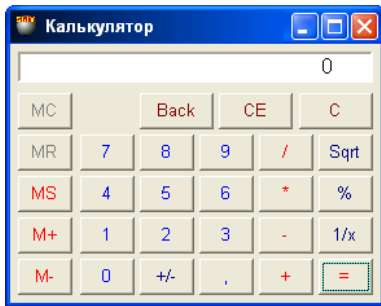 Калькулятор
0
MC Back CE C
MR 7 8 9 / Sqrt
MS 4 5 6 * %
M+ 1 2 3 - 1/x
M- 0 +/- , + =